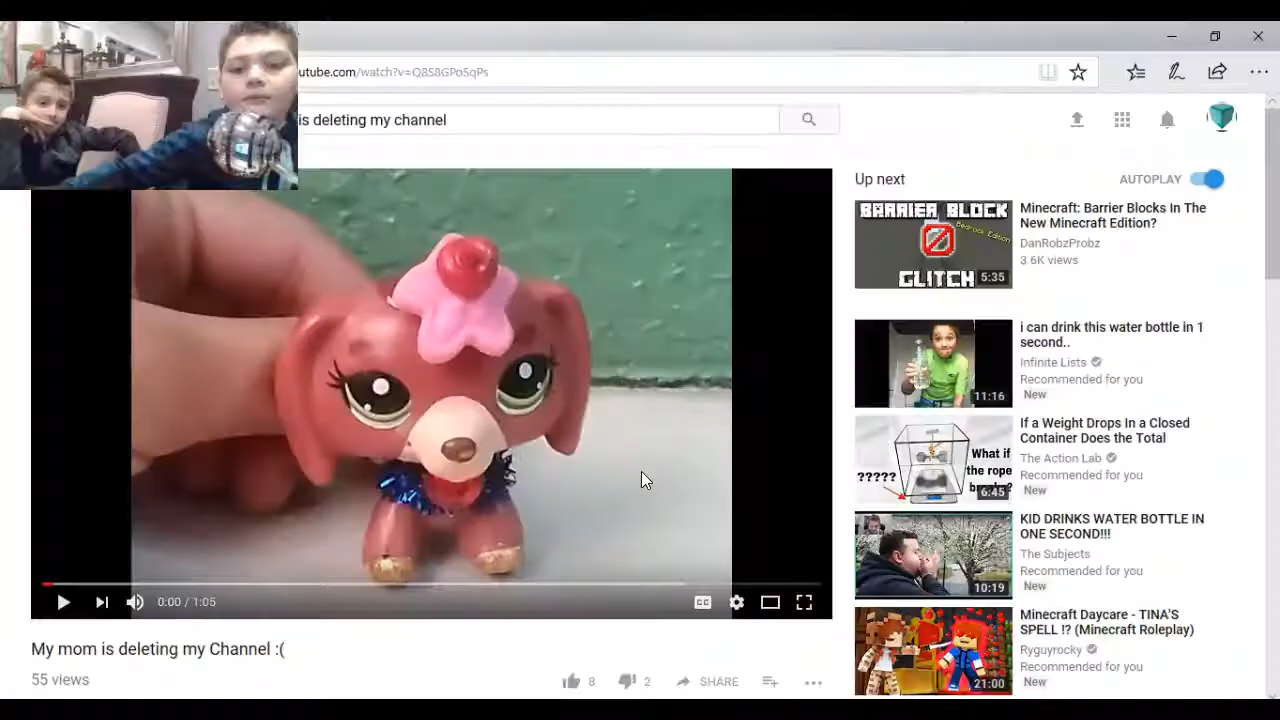 utube.com/watch?v=Q8S8GPoSqPs
is deleting my channel
Up next
AUTOPLAY
BARRIER BLOCK
Bedrock Edition
GLITCH
5:35
Minecraft: Barrier Blocks In The
New Minecraft Edition?
DanRobzProbz
3.6K views
11:16
i can drink this water bottle in 1
second..
Infinite Lists
Recommended for you
New
What if
the rope
breaks?
?????
6:45
If a Weight Drops In a Closed
Container Does the Total
The Action Lab
Recommended for you
New
10:19
KID DRINKS WATER BOTTLE IN
ONE SECOND!!!
The Subjects
Recommended for you
New
21:00
Minecraft Daycare - TINA'S
SPELL !? (Minecraft Roleplay)
Ryguyrocky
Recommended for you
New
0:00 / 1:05
CC
My mom is deleting my Channel :(
55 views
8
2
SHARE